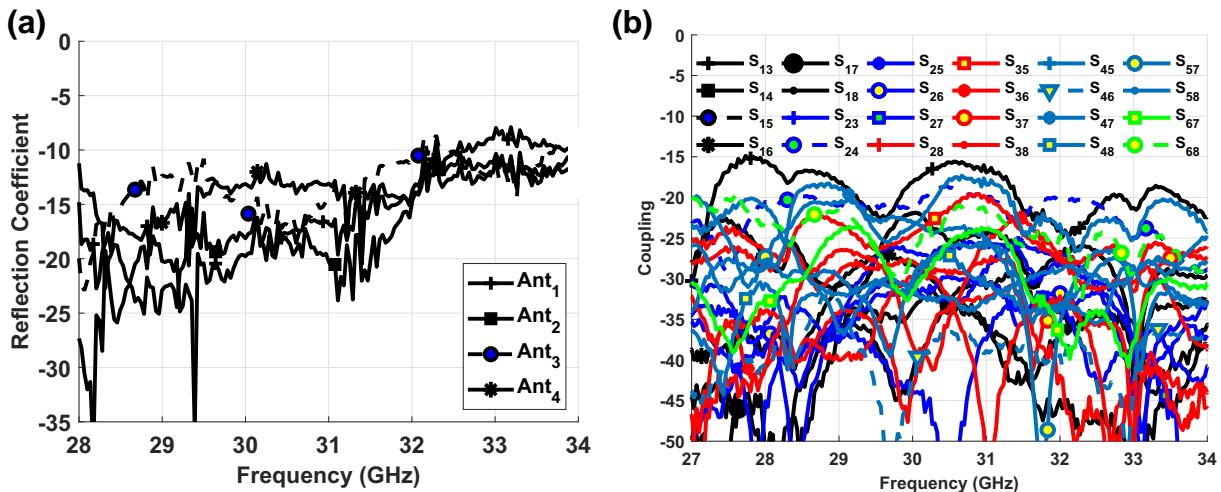 (a)
Reflection Coefficient
0
-5
-10
-15
-20
-25
-30
-35
28
29
30
31
32
33
34
Frequency (GHz)
Ant1
Ant2
Ant3
Ant4
(b)
Coupling
0
-5
-10
-15
-20
-25
-30
-35
-40
-45
-50
27
28
29
30
31
32
33
34
Frequency (GHz)
S13 S17 S25 S35 S45 S57
S14 S18 S26 S36 S46 S58
S15 S23 S27 S37 S47 S67
S16 S24 S28 S38 S48 S68